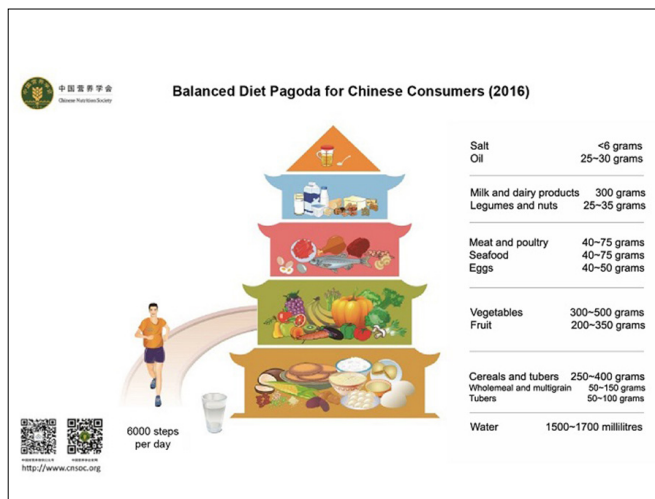 中国营养学会
Chinese Nutrition Society
Balanced Diet Pagoda for Chinese Consumers (2016)
Salt <6 grams
Oil 25~30 grams
Milk and dairy products 300 grams
Legumes and nuts 25~35 grams
Meat and poultry 40~75 grams
Seafood 40~75 grams
Eggs 40~50 grams
Vegetables 300~500 grams
Fruit 200~350 grams
Cereals and tubers 250~400 grams
Wholemeal and multigrain 50~150 grams
Tubers 50~100 grams
Water 1500~1700 millilitres
6000 steps
per day
http://www.cnsoc.org